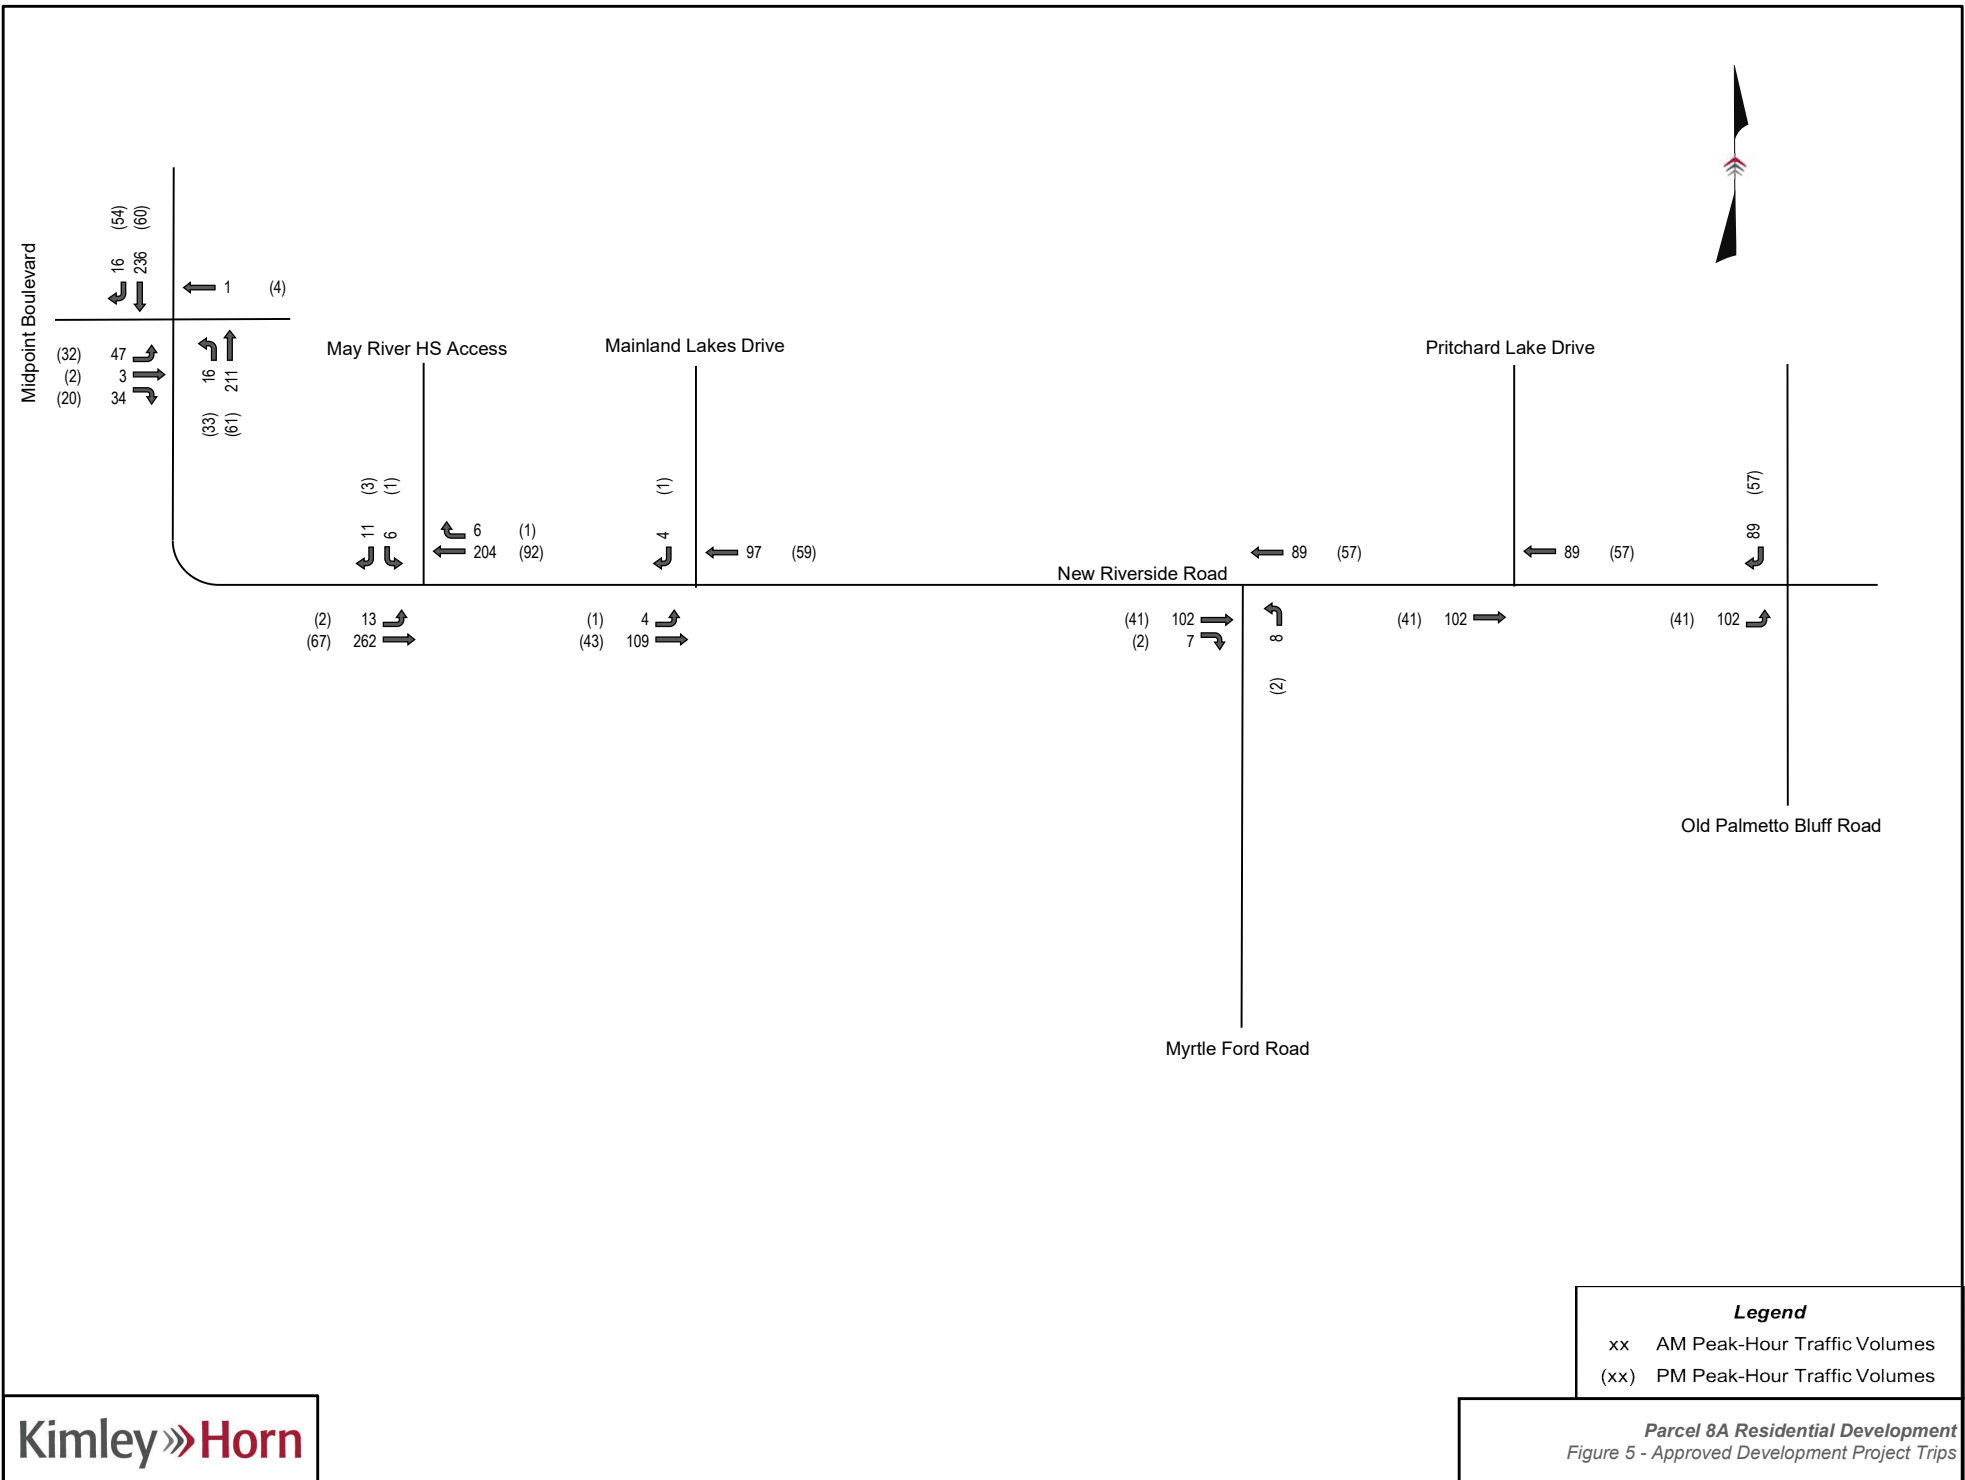 Midpoint Boulevard
(54)
(60)
16
236
1 (4)
(32) 47
(2) 3
(20) 34
16
211
(33)
(61)
May River HS Access
(3)
(1)
11
6
6 (1)
204 (92)
(2) 13
(67) 262
Mainland Lakes Drive
(1)
4
97 (59)
(1) 4
(43) 109
New Riverside Road
89 (57)
(41) 102
(2) 7
8
(2)
Myrtle Ford Road
Pritchard Lake Drive
89 (57)
(41) 102
(57)
89
(41) 102
Old Palmetto Bluff Road
Legend
xx AM Peak-Hour Traffic Volumes
(xx) PM Peak-Hour Traffic Volumes
Kimley Horn
Parcel 8A Residential Development
Figure 5 - Approved Development Project Trips